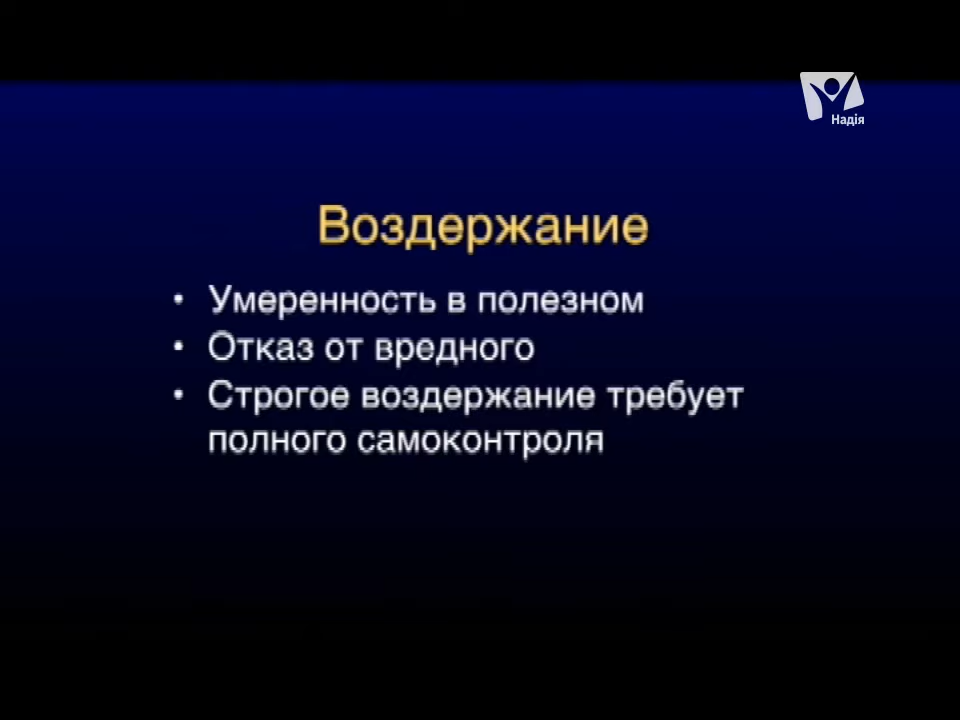 Надія
Воздержание
• Умеренность в полезном
• Отказ от вредного
• Строгое воздержание требует
полного самоконтроля